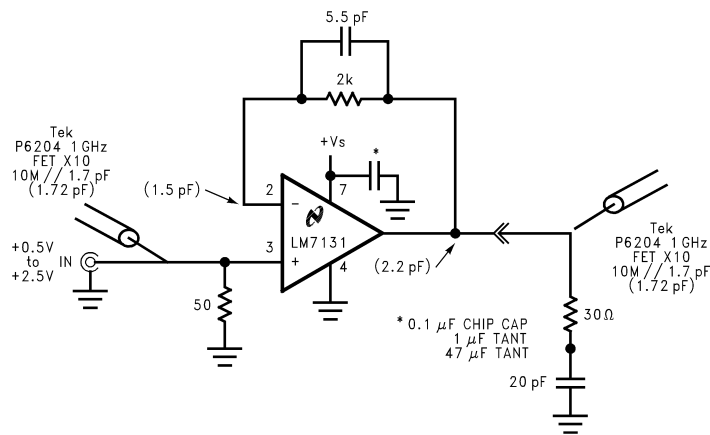 5.5 pF
2k
Tek
P6204 1 GHz
FET X10
10M // 1.7 pF
(1.72 pF)
+Vs
*
(1.5 pF)
2
7
−
LM7131
3
+
4
+0.5V
to
+2.5V
IN
50
(2.2 pF)
Tek
P6204 1 GHz
FET X10
10M // 1.7 pF
(1.72 pF)
* 0.1 μF CHIP CAP
1 μF TANT
47 μF TANT
30Ω
20 pF